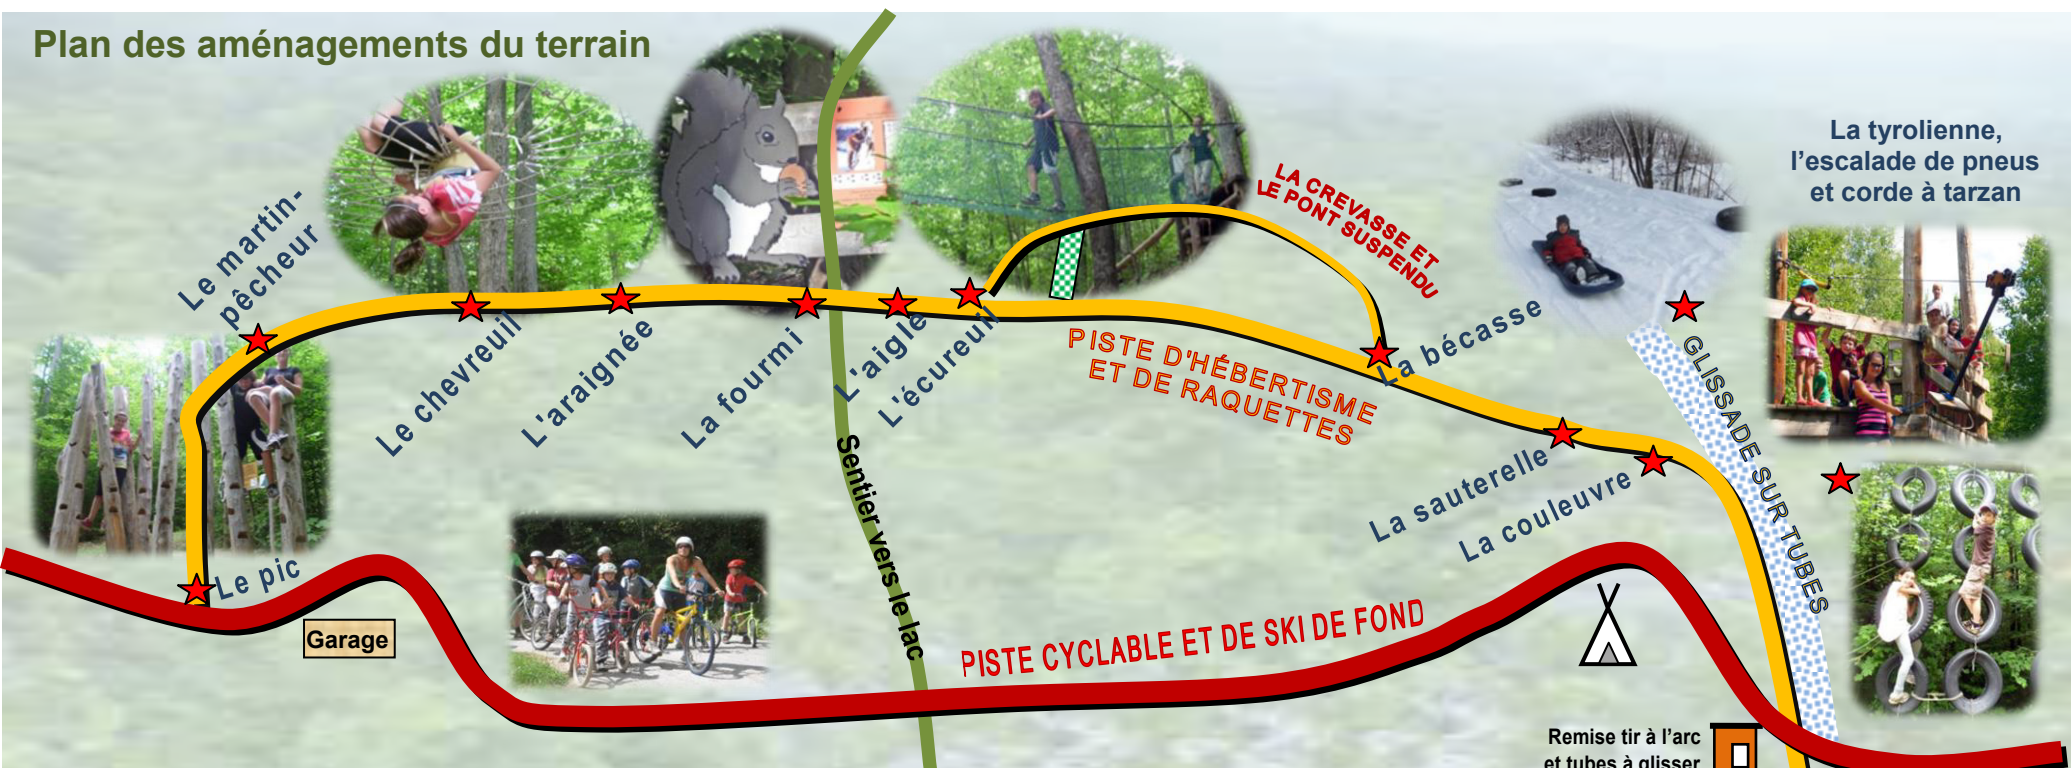 Plan des aménagements du terrain
La tyrolienne,
l'escalade de pneus
et corde à tarzan
LA CREVASSE ET
LE PONT SUSPENDU
Le martin-
pêcheur
Le chevreuil
L'araignée
La fourmi
L'aigle
L'écureuil
PISTE D'HÉBERTISME
ET DE RAQUETTES
La bécasse
GLISSADE SUR TUBES
La sauterelle
La couleuvre
Sentier vers le lac
Le pic
Garage
PISTE CYCLABLE ET DE SKI DE FOND
Remise tir à l'arc
et tubes à glisser